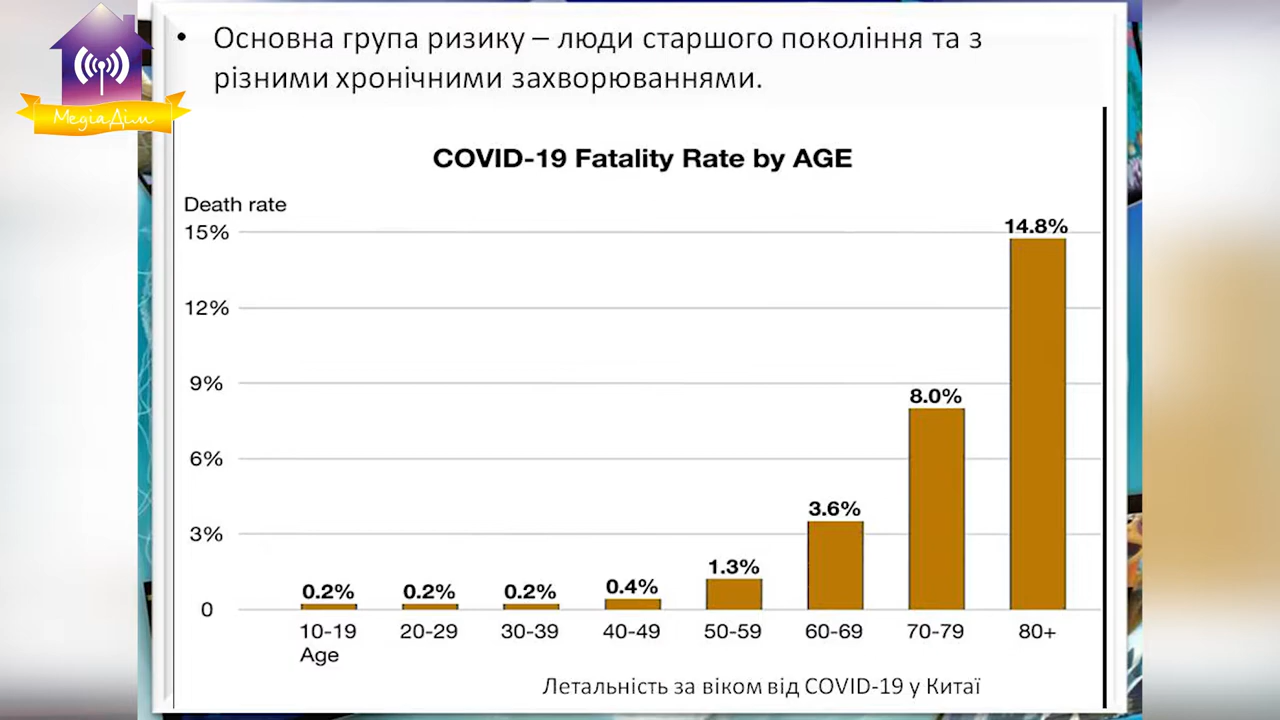 • Основна група ризику – люди старшого покоління та з
різними хронічними захворюваннями.
МедіаДім
COVID-19 Fatality Rate by AGE
Death rate
15%
12%
9%
6%
3%
0
0.2%
0.2%
0.2%
0.4%
1.3%
3.6%
8.0%
14.8%
10-19 20-29 30-39 40-49 50-59 60-69 70-79 80+
Age
Летальність за віком від COVID-19 у Китаї